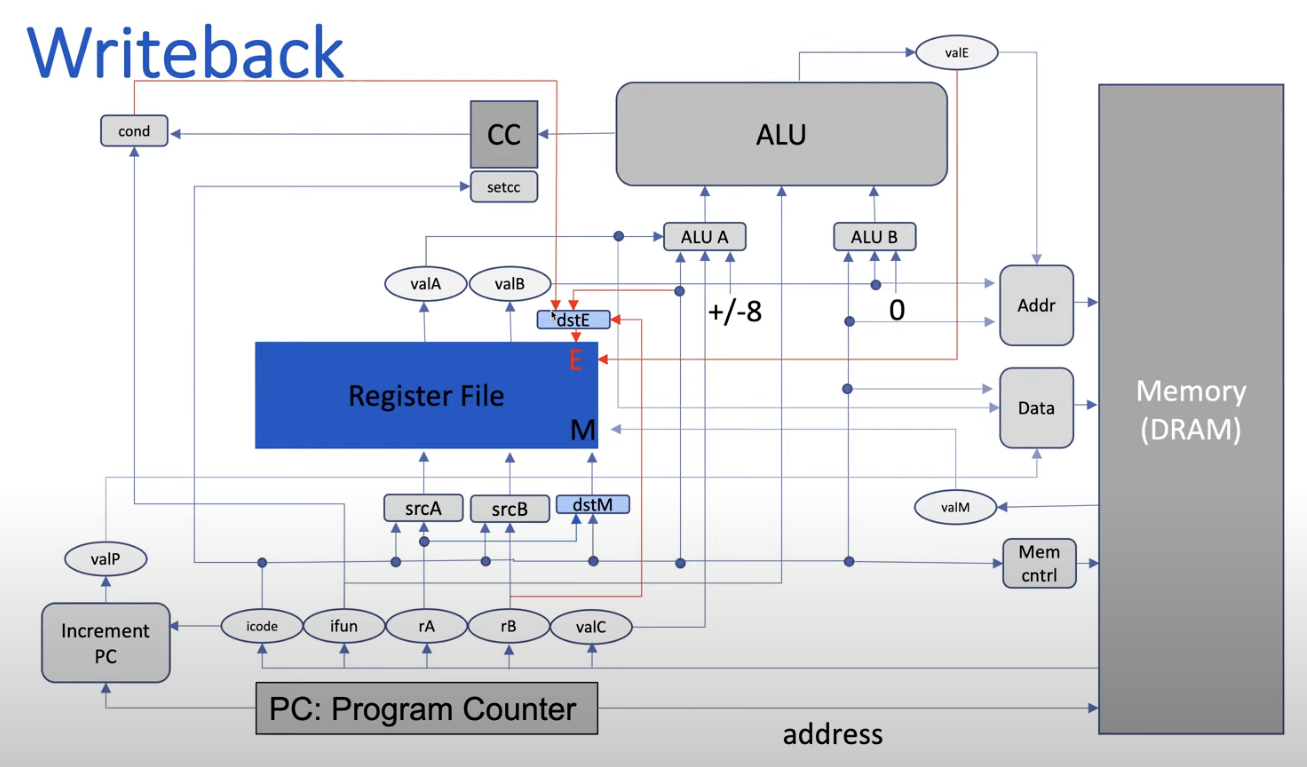 Writeback
valE
cond
CC
ALU
setcc
ALU A
ALU B
valA
valB
+/-8
0
Addr
dstE
E
Register File
M
Data
Memory
(DRAM)
srcA
srcB
dstM
valM
valP
Mem
cntrl
Increment
PC
icode
ifun
rA
rB
valC
PC: Program Counter
address